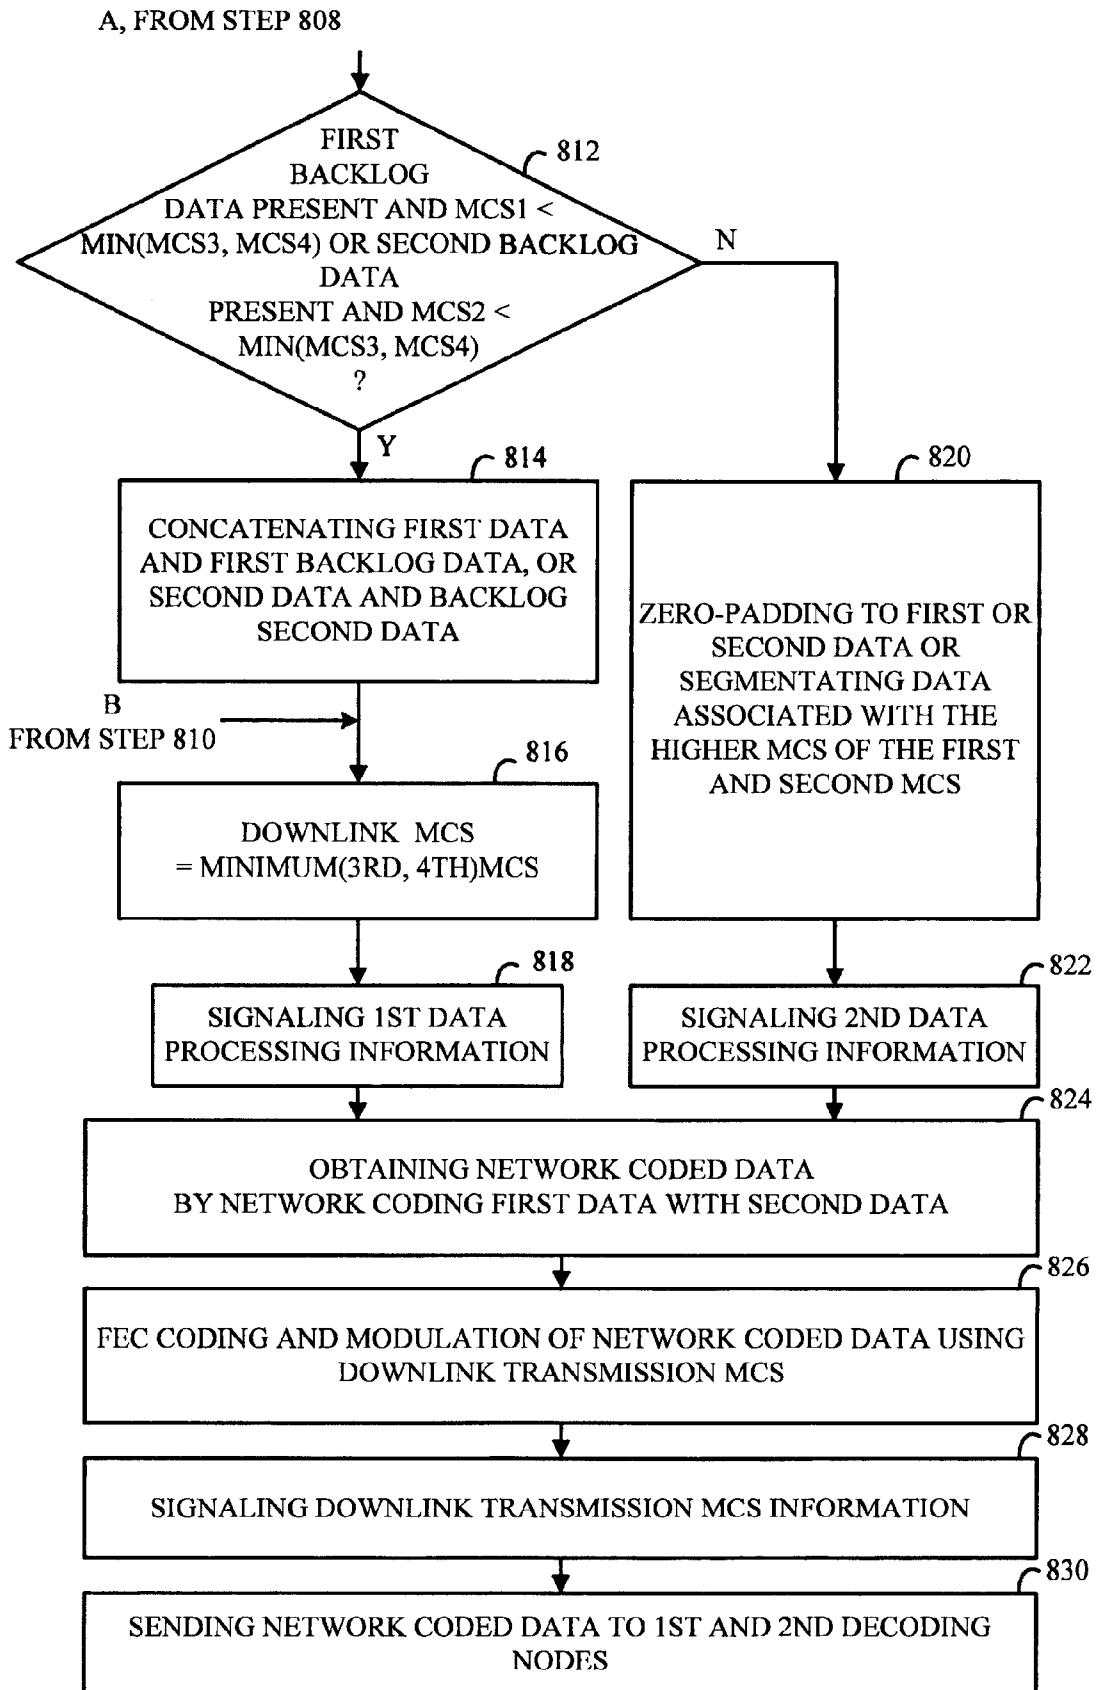 A, FROM STEP 808
FIRST
BACKLOG
DATA PRESENT AND MCS1 <
MIN(MCS3, MCS4) OR SECOND BACKLOG
DATA
PRESENT AND MCS2 <
MIN(MCS3, MCS4)
?
812
N
Y
814
CONCATENATING FIRST DATA
AND FIRST BACKLOG DATA, OR
SECOND DATA AND BACKLOG
SECOND DATA
820
ZERO-PADDING TO FIRST OR
SECOND DATA OR
SEGMENTATING DATA
ASSOCIATED WITH THE
HIGHER MCS OF THE FIRST
AND SECOND MCS
B
FROM STEP 810
816
DOWNLINK MCS
= MINIMUM(3RD, 4TH)MCS
818
SIGNALING 1ST DATA
PROCESSING INFORMATION
822
SIGNALING 2ND DATA
PROCESSING INFORMATION
824
OBTAINING NETWORK CODED DATA
BY NETWORK CODING FIRST DATA WITH SECOND DATA
826
FEC CODING AND MODULATION OF NETWORK CODED DATA USING
DOWNLINK TRANSMISSION MCS
828
SIGNALING DOWNLINK TRANSMISSION MCS INFORMATION
830
SENDING NETWORK CODED DATA TO 1ST AND 2ND DECODING
NODES